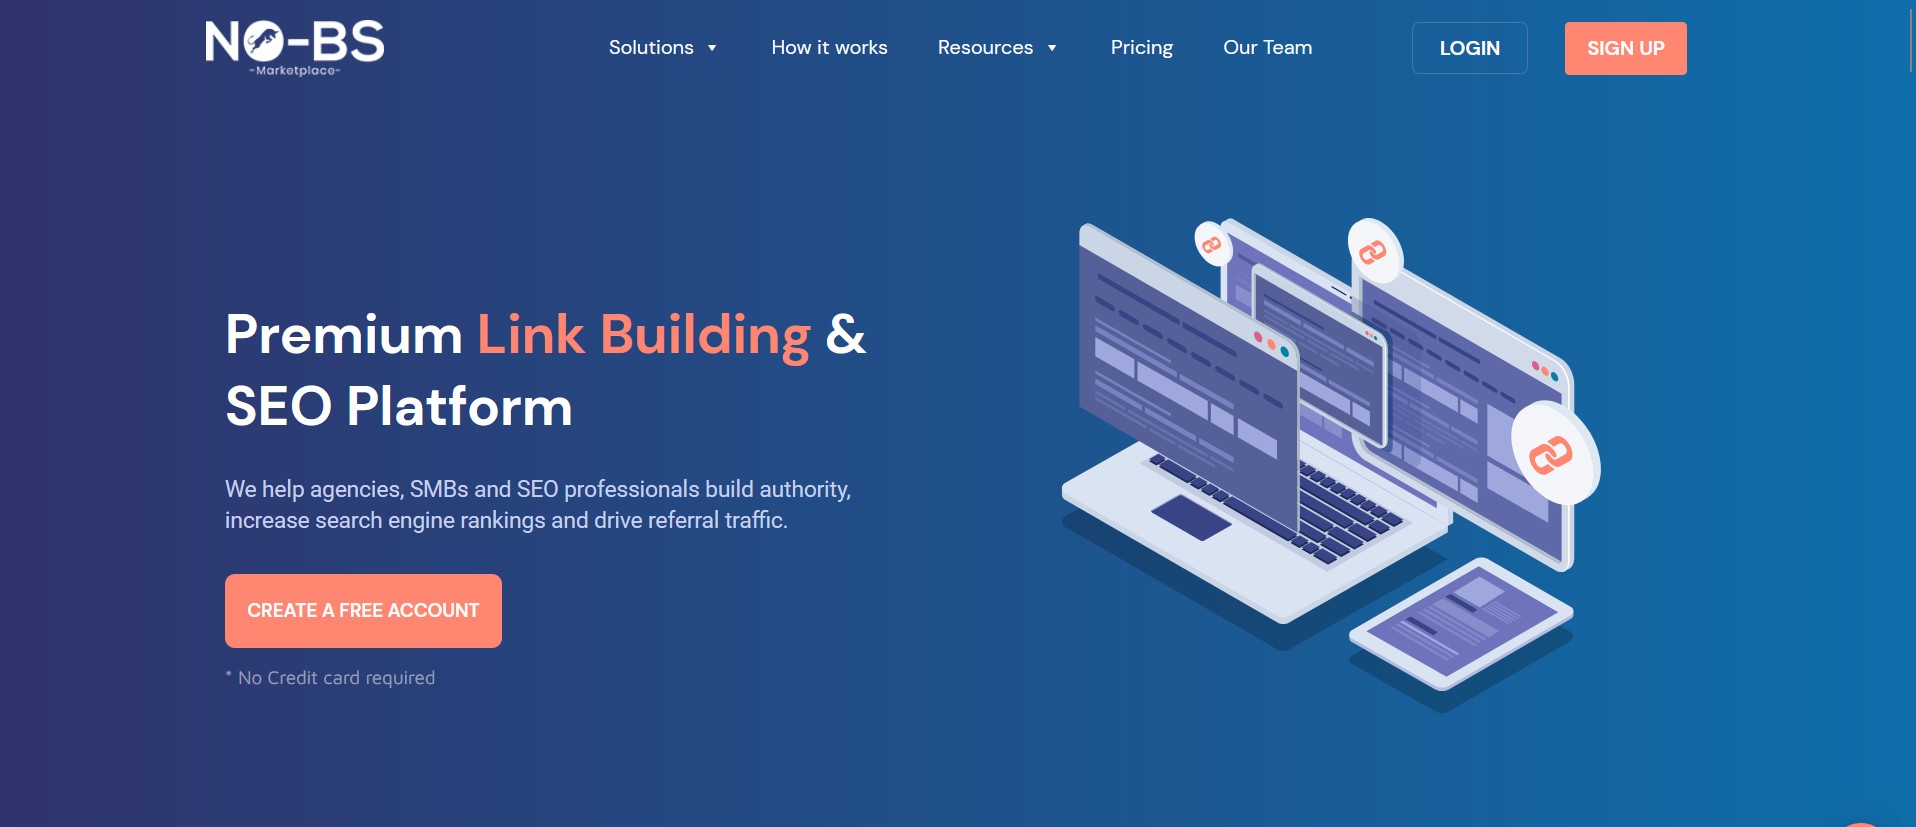 NO-BS
-Marketplace-
Solutions
How it works
Resources
Pricing
Our Team
LOGIN
SIGN UP
Premium Link Building &
SEO Platform
We help agencies, SMBs and SEO professionals build authority,
increase search engine rankings and drive referral traffic.
CREATE A FREE ACCOUNT
* No Credit card required